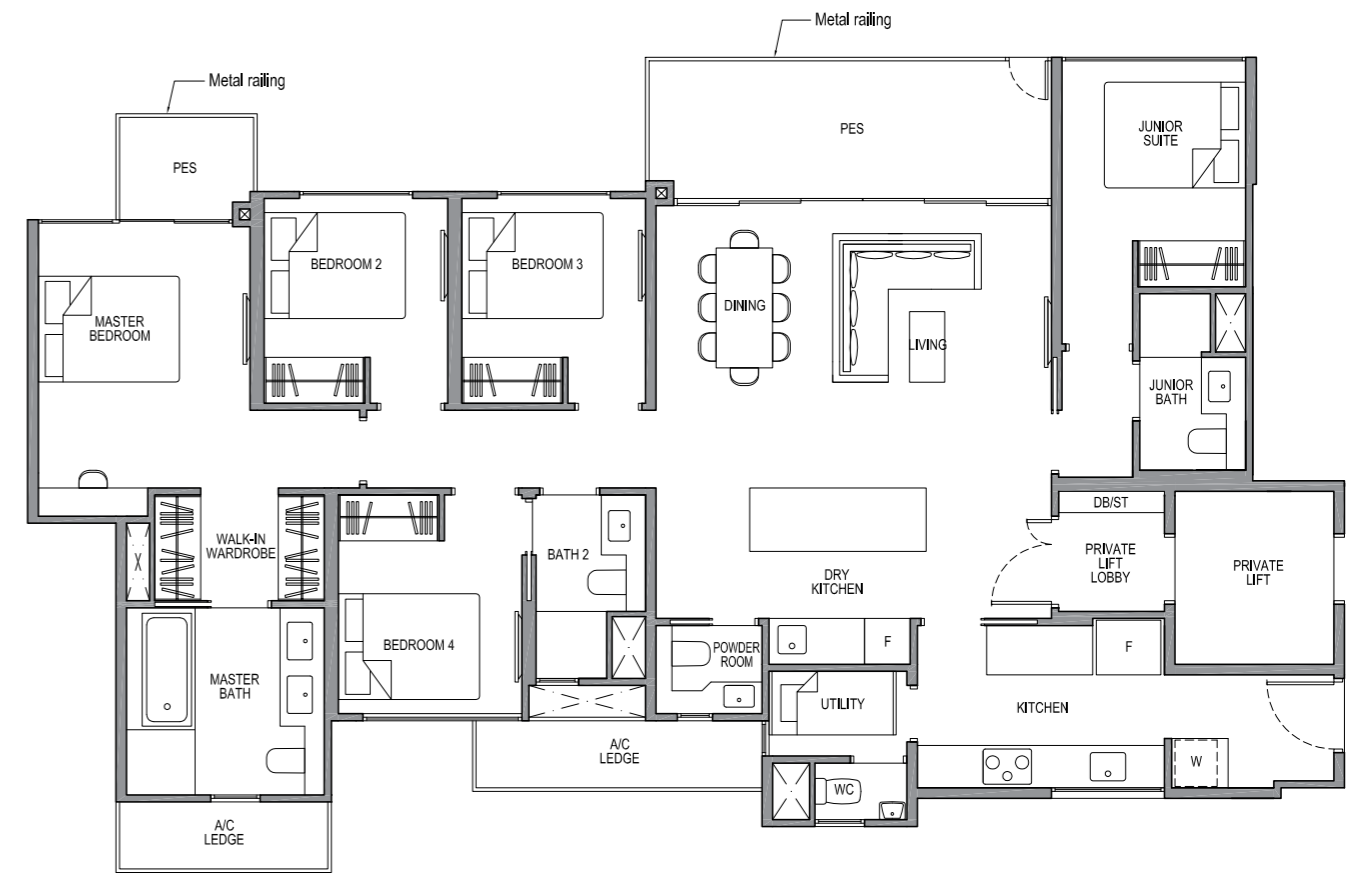 Metal railing
Metal railing
PES
PES
JUNIOR
SUITE
BEDROOM 2
BEDROOM 3
MASTER
BEDROOM
DINING
LIVING
JUNIOR
BATH
DB/ST
WALK-IN
WARDROBE
BATH 2
PRIVATE
LIFT
LOBBY
PRIVATE
LIFT
DRY
KITCHEN
BEDROOM 4
POWDER
ROOM
F
F
MASTER
BATH
UTILITY
KITCHEN
A/C
LEDGE
W
WC
A/C
LEDGE